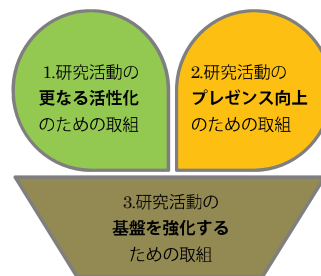 1.研究活動の
更なる活性化
のための取組
2.研究活動の
プレゼンス向上
のための取組
3.研究活動の
基盤を強化する
ための取組